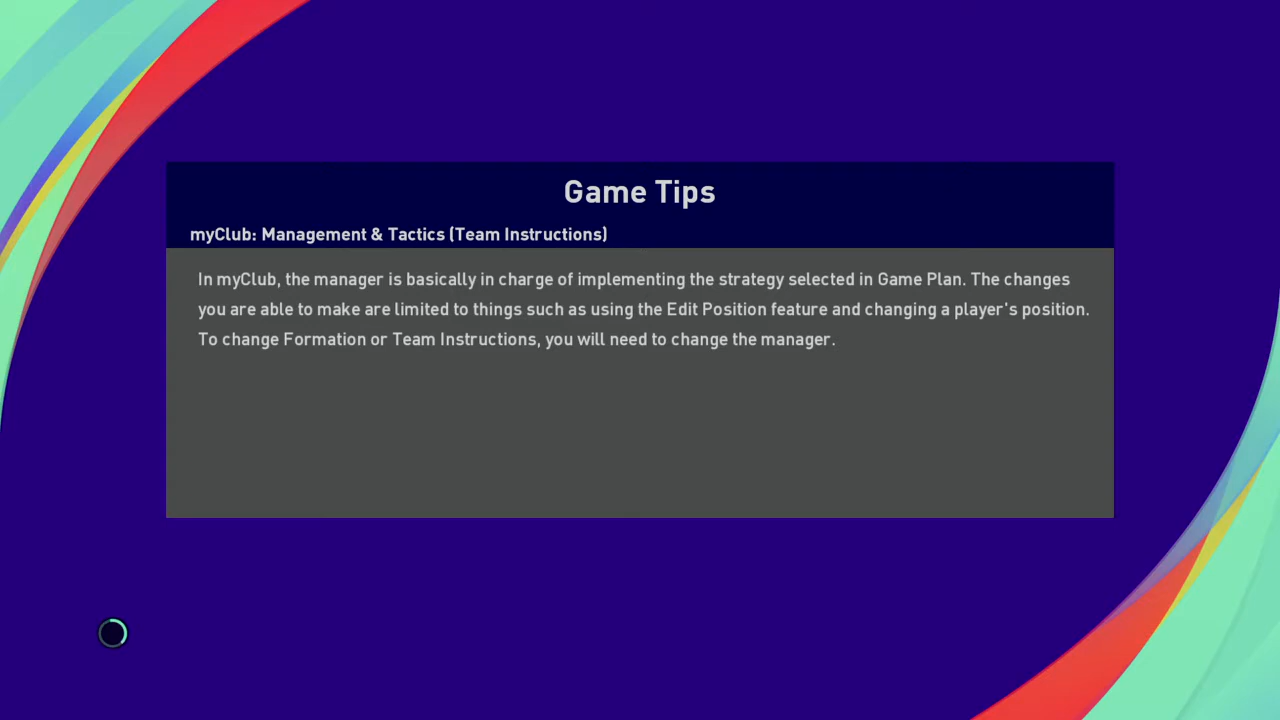 Game Tips
myClub: Management & Tactics (Team Instructions)
In myClub, the manager is basically in charge of implementing the strategy selected in Game Plan. The changes
you are able to make are limited to things such as using the Edit Position feature and changing a player's position.
To change Formation or Team Instructions, you will need to change the manager.